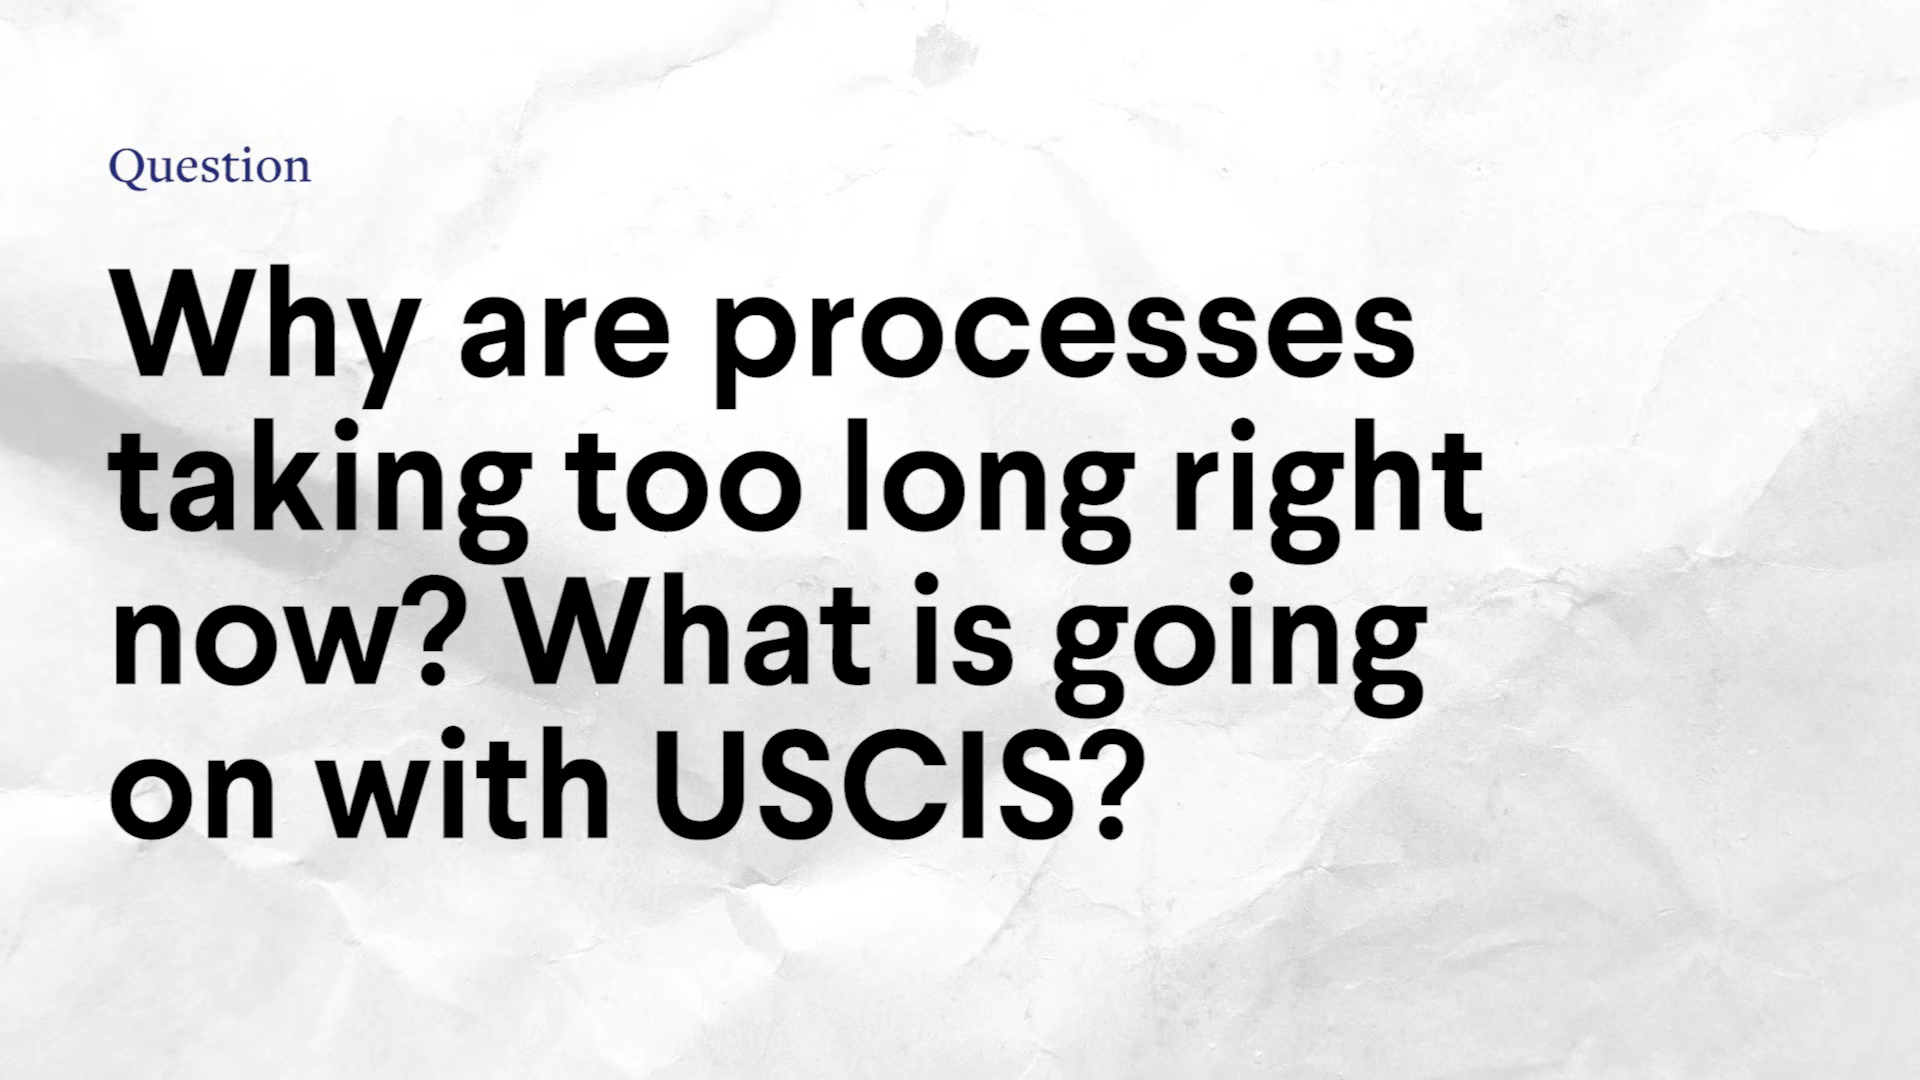 Question
Why are processes
taking too long right
now? What is going
on with USCIS?